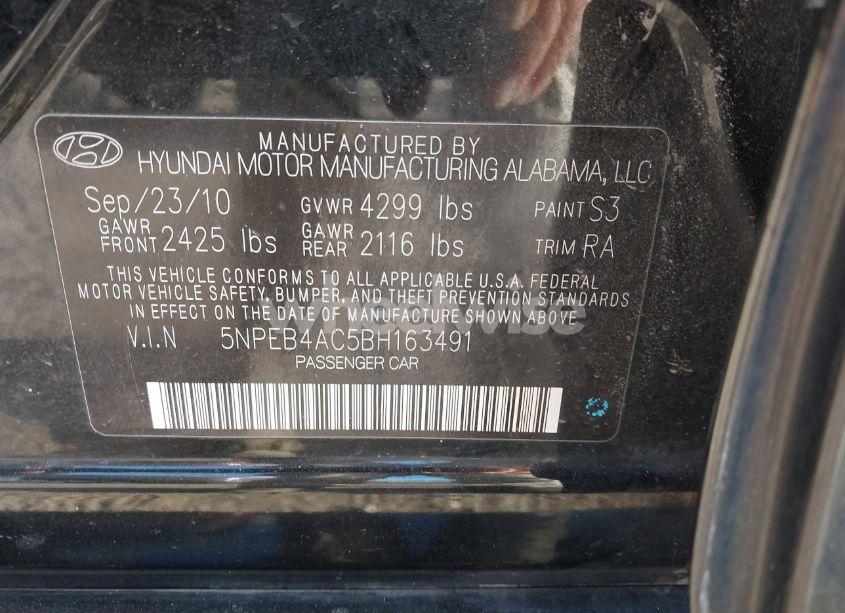 MANUFACTURED BY
HYUNDAI MOTOR MANUFACTURING ALABAMA, LLC
Sep/23/10 GVWR 4299 lbs PAINT S3
GAWR FRONT 2425 lbs GAWR REAR 2116 lbs TRIM RA
THIS VEHICLE CONFORMS TO ALL APPLICABLE U.S.A. FEDERAL
MOTOR VEHICLE SAFETY, BUMPER, AND THEFT PREVENTION STANDARDS
IN EFFECT ON THE DATE OF MANUFACTURE SHOWN ABOVE.
V.I.N 5NPEB4AC5BH163491
PASSENGER CAR